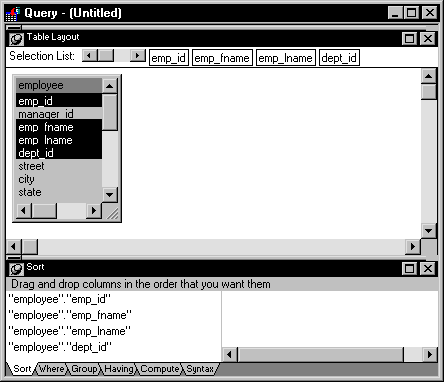 Query - (Untitled)
Table Layout
Selection List: emp_id emp_fname emp_lname dept_id
employee
emp_id
manager_id
emp_fname
emp_lname
dept_id
street
city
state
Sort
Drag and drop columns in the order that you want them
"employee"."emp_id"
"employee"."emp_fname"
"employee"."emp_lname"
"employee"."dept_id"
Sort Where Group Having Compute Syntax